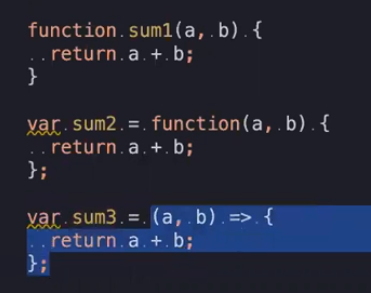 function sum1(a, b) {
  return a + b;
}
var sum2 = function(a, b) {
  return a + b;
};
var sum3 = (a, b) => {
  return a + b;
};